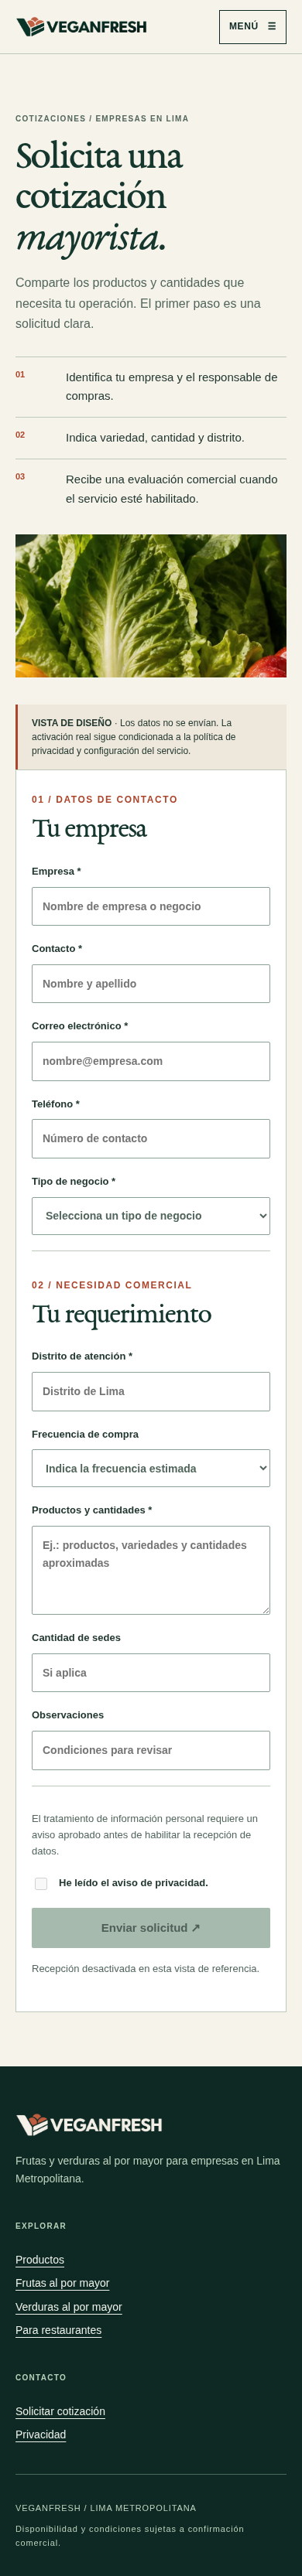 VEGANFRESH
MENÚ ☰
COTIZACIONES / EMPRESAS EN LIMA
Solicita una
cotización
mayorista.
Comparte los productos y cantidades que
necesita tu operación. El primer paso es una
solicitud clara.
01 Identifica tu empresa y el responsable de
compras.
02 Indica variedad, cantidad y distrito.
03 Recibe una evaluación comercial cuando
el servicio esté habilitado.
VISTA DE DISEÑO · Los datos no se envían. La
activación real sigue condicionada a la política de
privacidad y configuración del servicio.
01 / DATOS DE CONTACTO
Tu empresa
Empresa *
Nombre de empresa o negocio
Contacto *
Nombre y apellido
Correo electrónico *
nombre@empresa.com
Teléfono *
Número de contacto
Tipo de negocio *
Selecciona un tipo de negocio
02 / NECESIDAD COMERCIAL
Tu requerimiento
Distrito de atención *
Distrito de Lima
Frecuencia de compra
Indica la frecuencia estimada
Productos y cantidades *
Ej.: productos, variedades y cantidades
aproximadas
Cantidad de sedes
Si aplica
Observaciones
Condiciones para revisar
El tratamiento de información personal requiere un
aviso aprobado antes de habilitar la recepción de
datos.
He leído el aviso de privacidad.
Enviar solicitud ↗
Recepción desactivada en esta vista de referencia.
VEGANFRESH
Frutas y verduras al por mayor para empresas en Lima
Metropolitana.
EXPLORAR
Productos
Frutas al por mayor
Verduras al por mayor
Para restaurantes
CONTACTO
Solicitar cotización
Privacidad
VEGANFRESH / LIMA METROPOLITANA
Disponibilidad y condiciones sujetas a confirmación
comercial.